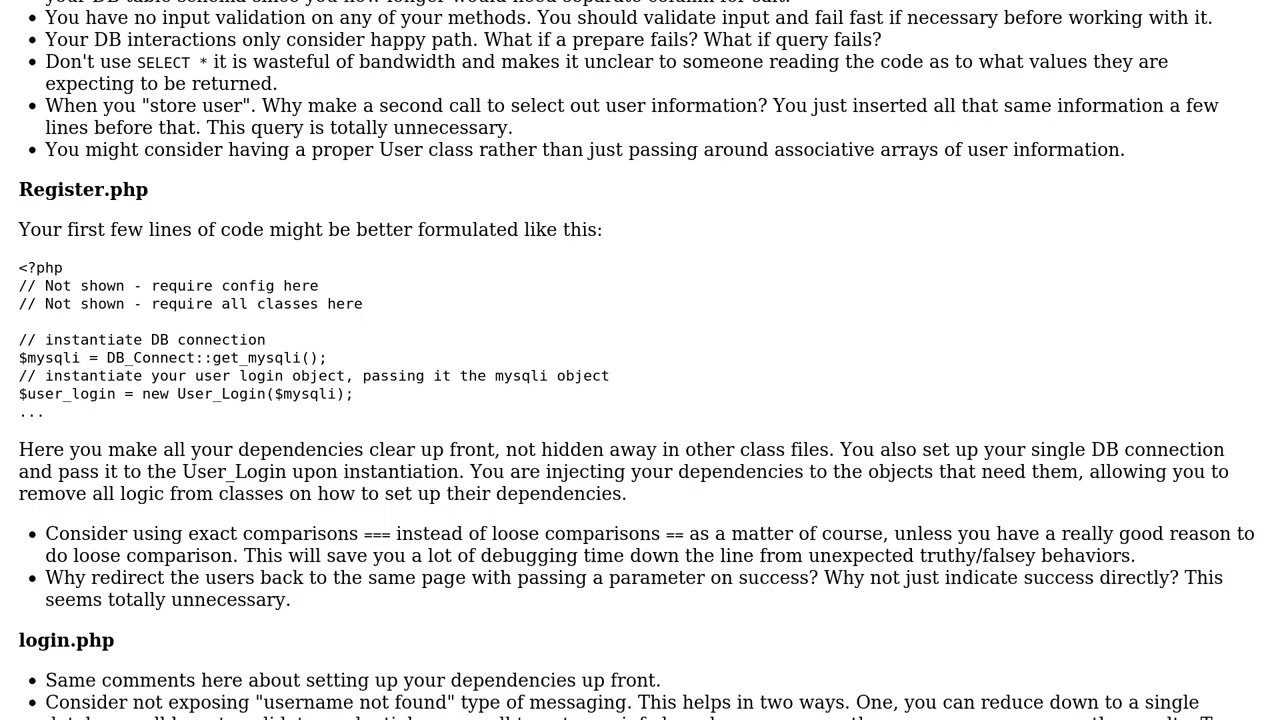 You have no input validation on any of your methods. You should validate input and fail fast if necessary before working with it.
Your DB interactions only consider happy path. What if a prepare fails? What if query fails?
Don't use SELECT * it is wasteful of bandwidth and makes it unclear to someone reading the code as to what values they are
expecting to be returned.
When you "store user". Why make a second call to select out user information? You just inserted all that same information a few
lines before that. This query is totally unnecessary.
You might consider having a proper User class rather than just passing around associative arrays of user information.
Register.php
Your first few lines of code might be better formulated like this:
<?php
// Not shown - require config here
// Not shown - require all classes here
// instantiate DB connection
$mysqli = DB_Connect::get_mysqli();
// instantiate your user login object, passing it the mysqli object
$user_login = new User_Login($mysqli);
...
Here you make all your dependencies clear up front, not hidden away in other class files. You also set up your single DB connection
and pass it to the User_Login upon instantiation. You are injecting your dependencies to the objects that need them, allowing you to
remove all logic from classes on how to set up their dependencies.
Consider using exact comparisons === instead of loose comparisons == as a matter of course, unless you have a really good reason to
do loose comparison. This will save you a lot of debugging time down the line from unexpected truthy/falsey behaviors.
Why redirect the users back to the same page with passing a parameter on success? Why not just indicate success directly? This
seems totally unnecessary.
login.php
Same comments here about setting up your dependencies up front.
Consider not exposing "username not found" type of messaging. This helps in two ways. One, you can reduce down to a single